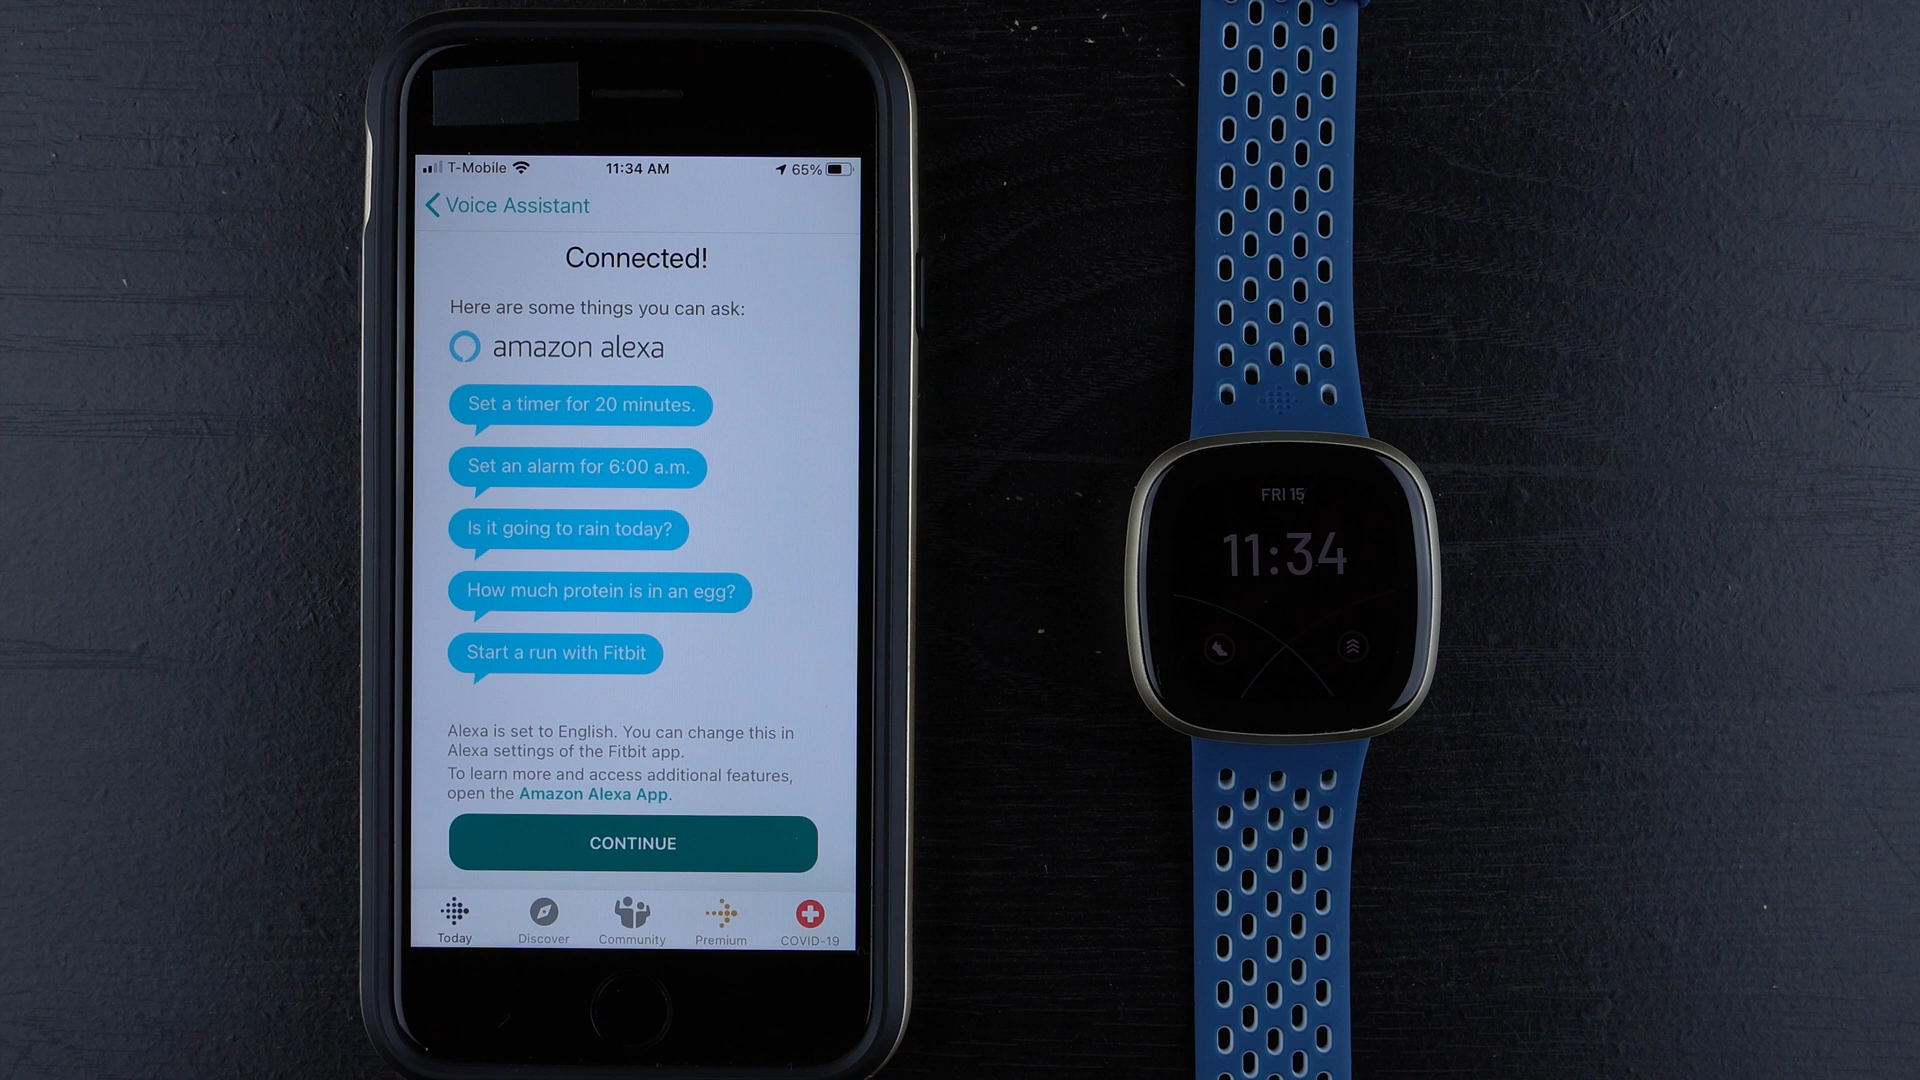 T-Mobile 11:34 AM 65%
Voice Assistant
Connected!
Here are some things you can ask:
amazon alexa
Set a timer for 20 minutes.
Set an alarm for 6:00 a.m.
Is it going to rain today?
How much protein is in an egg?
Start a run with Fitbit
Alexa is set to English. You can change this in
Alexa settings of the Fitbit app.
To learn more and access additional features,
open the Amazon Alexa App.
CONTINUE
Today Discover Community Premium COVID-19
FRI 15
11:34